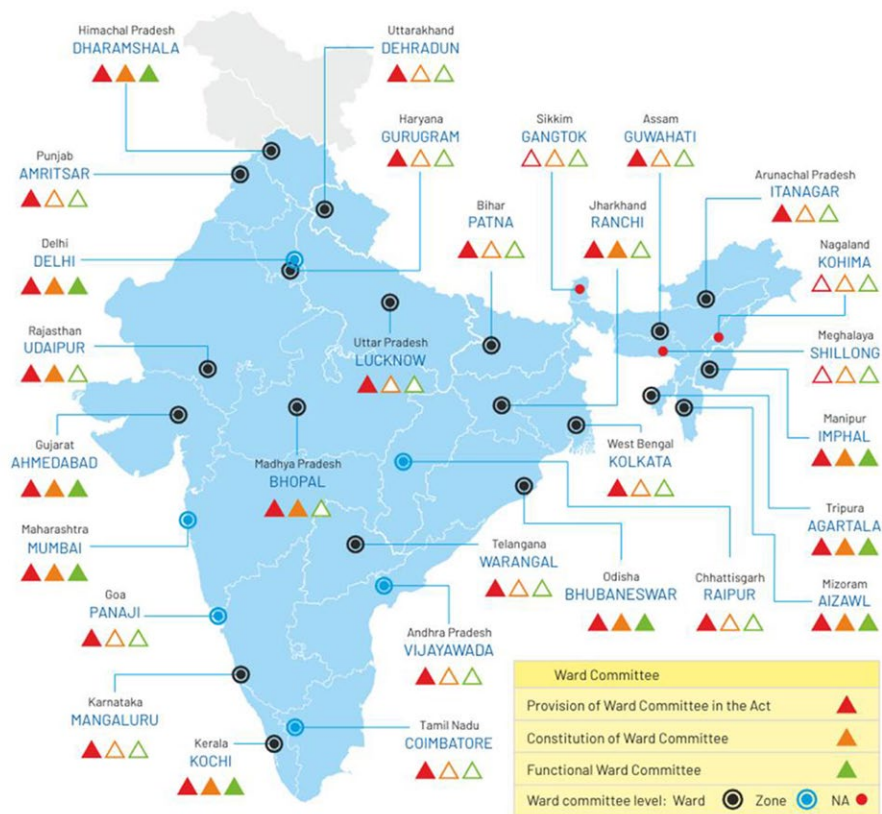 Himachal Pradesh
DHARAMSHALA
Uttarakhand
DEHRADUN
Haryana
GURUGRAM
Sikkim
GANGTOK
Assam
GUWAHATI
Punjab
AMRITSAR
Bihar
PATNA
Jharkhand
RANCHI
Arunachal Pradesh
ITANAGAR
Delhi
DELHI
Nagaland
KOHIMA
Rajasthan
UDAIPUR
Uttar Pradesh
LUCKNOW
Meghalaya
SHILLONG
Gujarat
AHMEDABAD
Madhya Pradesh
BHOPAL
West Bengal
KOLKATA
Manipur
IMPHAL
Maharashtra
MUMBAI
Telangana
WARANGAL
Tripura
AGARTALA
Goa
PANAJI
Odisha
BHUBANESWAR
Chhattisgarh
RAIPUR
Mizoram
AIZAWL
Andhra Pradesh
VIJAYAWADA
Karnataka
MANGALURU
Kerala
KOCHI
Tamil Nadu
COIMBATORE
Ward Committee
Provision of Ward Committee in the Act
Constitution of Ward Committee
Functional Ward Committee
Ward committee level: Ward Zone NA